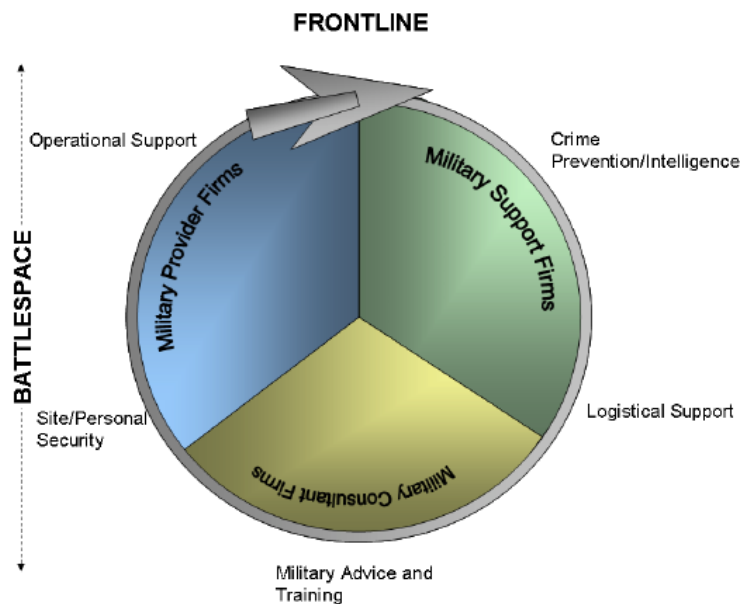 FRONTLINE
Operational Support
Crime
Prevention/Intelligence
Military Provider Firms
Military Support Firms
BATTLESPACE
Site/Personal
Security
Logistical Support
Military Consultant Firms
Military Advice and
Training